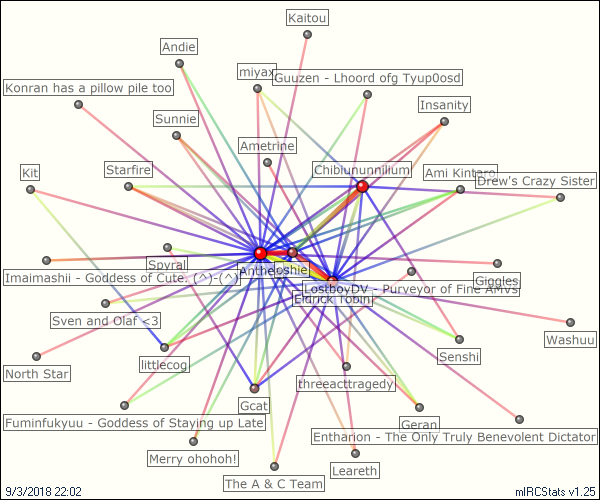 Kaitou
Andie
miyax
Guuzen - Lhoord ofg Tyup0osd
Konran has a pillow pile too
Insanity
Sunnie
Ametrine
Kit
Starfire
Chibiununnilium
Ami Kintaro
Drew's Crazy Sister
Spyral
Imaimashii - Goddess of Cute. (^)-(^)
Giggles
LostboyDV - Purveyor of Fine AMVs
Eldrick Tobin
Sven and Olaf <3
Washuu
North Star
littlecog
Senshi
threeacttragedy
Gcat
Geran
Fuminfukyuu - Goddess of Staying up Late
Entharion - The Only Truly Benevolent Dictator
Merry ohohoh!
Leareth
The A & C Team
9/3/2018 22:02
mIRCStats v1.25